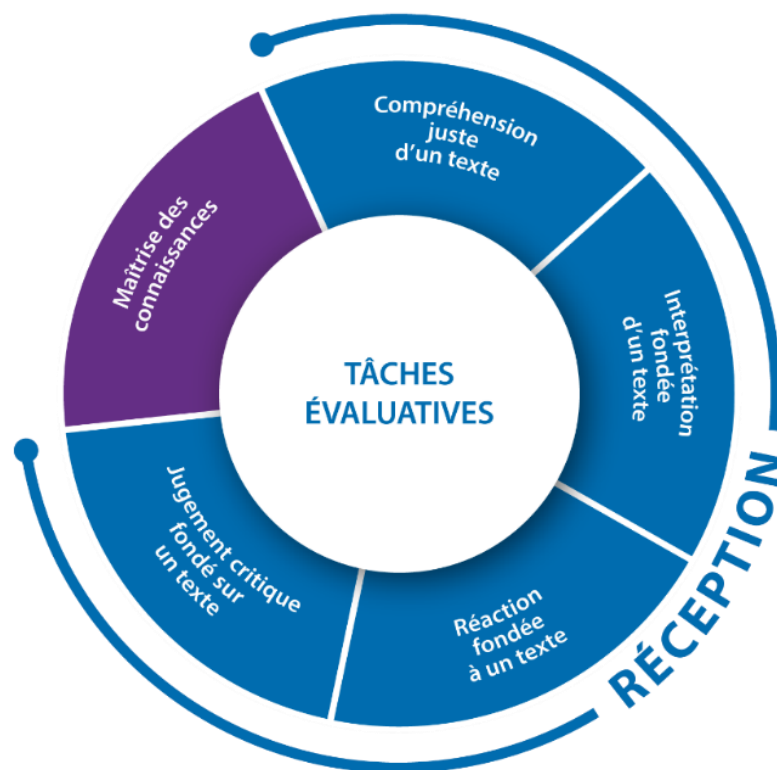 Compréhension
juste
d'un texte
Interprétation
fondée
d'un texte
Réaction
fondée
à un texte
Jugement critique
fondé sur
un texte
Maîtrise des
connaissances
TÂCHES
ÉVALUATIVES
RÉCEPTION